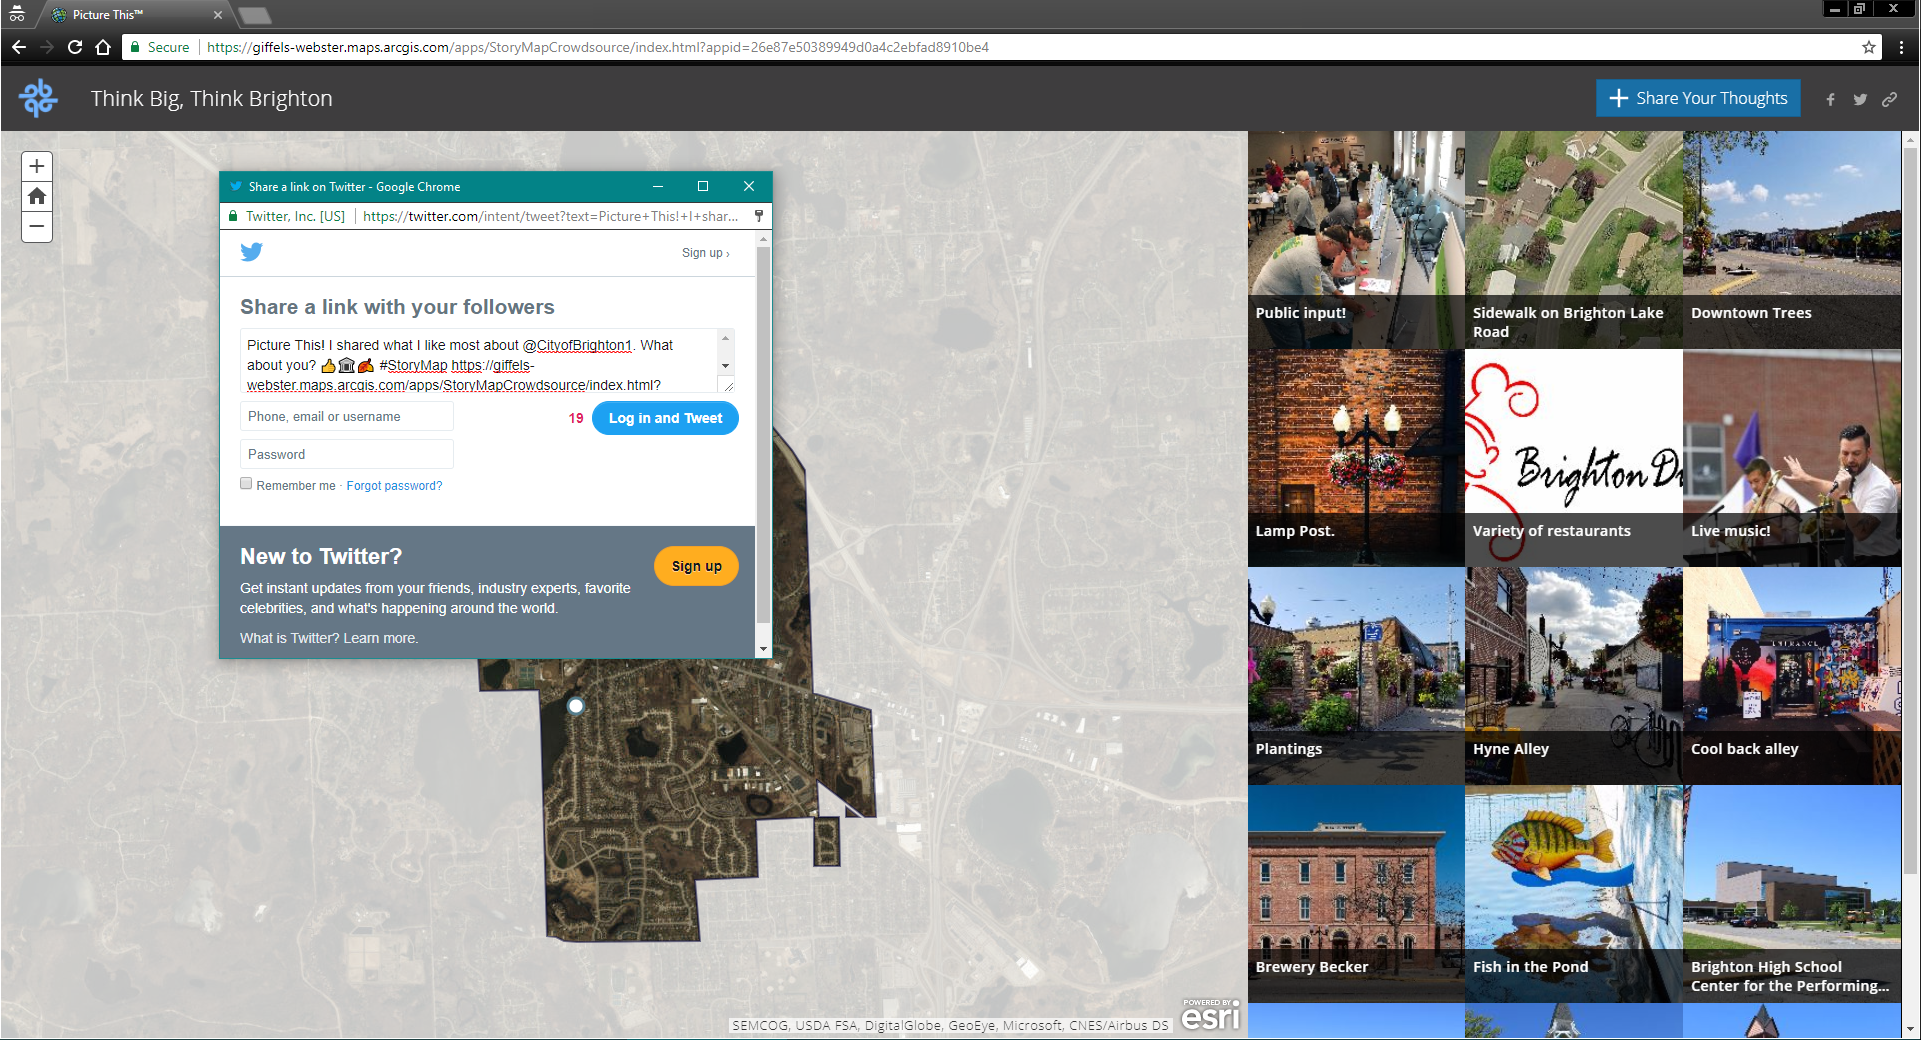 Picture This™
Secure
https://giffels-webster.maps.arcgis.com/apps/StoryMapCrowdsource/index.html?appid=26e87e50389949d0a4c2ebfad8910be4
Think Big, Think Brighton
Share Your Thoughts
Share a link on Twitter - Google Chrome
Twitter, Inc. [US]
https://twitter.com/intent/tweet?text=Picture+This!+I+shar...
Sign up ›
Share a link with your followers
Picture This! I shared what I like most about @CityofBrighton1. What
about you? 👍🏛🍂 #StoryMap https://giffels-
webster.maps.arcgis.com/apps/StoryMapCrowdsource/index.html?
Phone, email or username
19
Log in and Tweet
Password
Remember me · Forgot password?
New to Twitter?
Sign up
Get instant updates from your friends, industry experts, favorite
celebrities, and what's happening around the world.
What is Twitter? Learn more.
Public input!
Sidewalk on Brighton Lake
Road
Downtown Trees
Lamp Post.
Brighton
Variety of restaurants
Live music!
Plantings
Hyne Alley
ENTRANCE
Cool back alley
Brewery Becker
Fish in the Pond
Brighton High School
Center for the Performing...
SEMCOG, USDA FSA, DigitalGlobe, GeoEye, Microsoft, CNES/Airbus DS
POWERED BY
esri